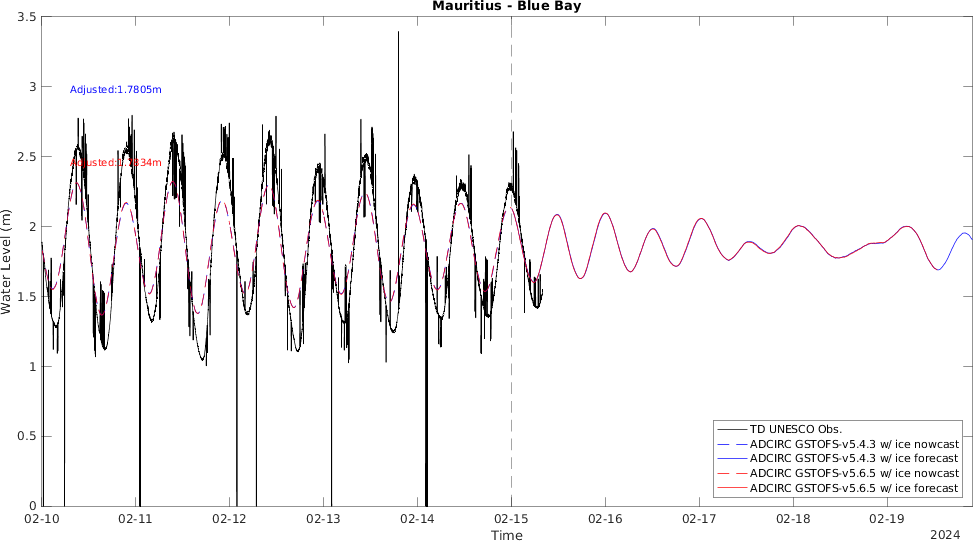 Mauritius - Blue Bay
3.5
3
2.5
2
1.5
1
0.5
0
Water Level (m)
Adjusted:1.7805m
02-10
02-11
02-12
02-13
02-14
02-15
02-16
02-17
02-18
02-19
Time
2024
TD UNESCO Obs.
ADCIRC GSTOFS-v5.4.3 w/ ice nowcast
ADCIRC GSTOFS-v5.4.3 w/ ice forecast
ADCIRC GSTOFS-v5.6.5 w/ ice nowcast
ADCIRC GSTOFS-v5.6.5 w/ ice forecast